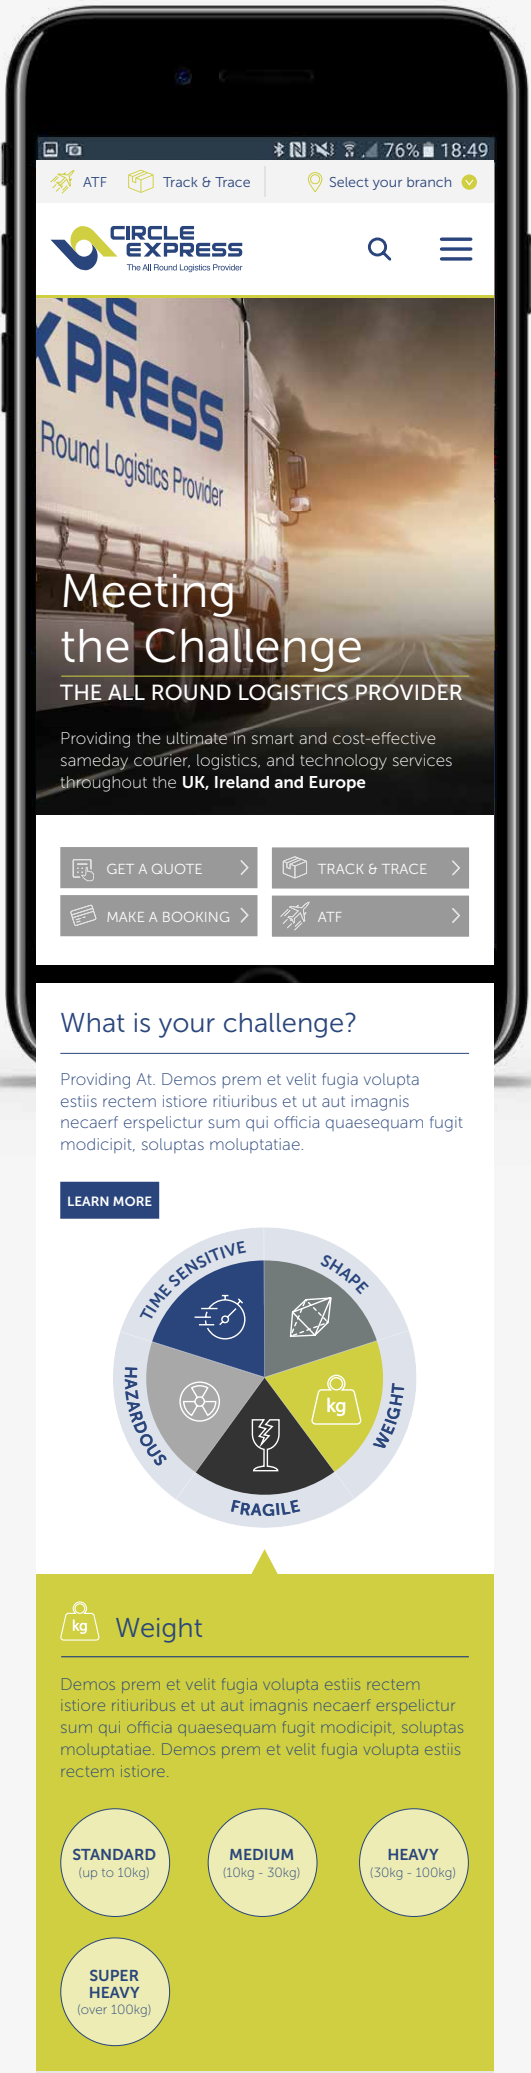 76% 18:49
ATF Track & Trace Select your branch
CIRCLE
EXPRESS
The All Round Logistics Provider
XPRESS
Round Logistics Provider
Meeting
the Challenge
THE ALL ROUND LOGISTICS PROVIDER
Providing the ultimate in smart and cost-effective
sameday courier, logistics, and technology services
throughout the UK, Ireland and Europe
GET A QUOTE
TRACK & TRACE
MAKE A BOOKING
ATF
What is your challenge?
Providing At. Demos prem et velit fugia volupta
estiis rectem istiore ritiuribus et ut aut imagnis
necaerf erspelictur sum qui officia quaesequam fugit
modicipit, soluptas moluptatiae.
LEARN MORE
TIME SENSITIVE
SHAPE
HAZARDOUS
kg
WEIGHT
FRAGILE
kg
Weight
Demos prem et velit fugia volupta estiis rectem
istiore ritiuribus et ut aut imagnis necaerf erspelictur
sum qui officia quaesequam fugit modicipit, soluptas
moluptatiae. Demos prem et velit fugia volupta estiis
rectem istiore.
STANDARD
(up to 10kg)
MEDIUM
(10kg - 30kg)
HEAVY
(30kg - 100kg)
SUPER
HEAVY
(over 100kg)